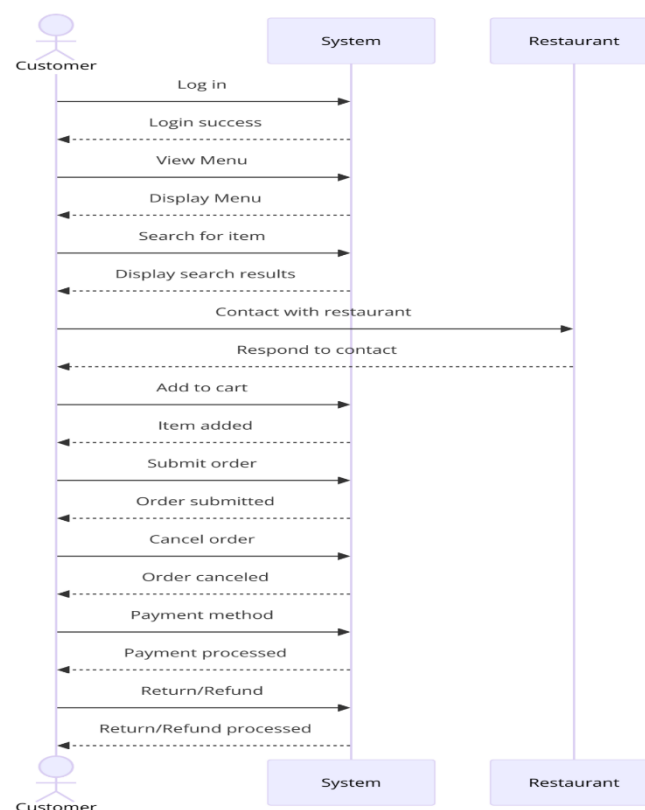 System
Restaurant
Customer
Log in
Login success
View Menu
Display Menu
Search for item
Display search results
Contact with restaurant
Respond to contact
Add to cart
Item added
Submit order
Order submitted
Cancel order
Order canceled
Payment method
Payment processed
Return/Refund
Return/Refund processed
System
Restaurant
Customer